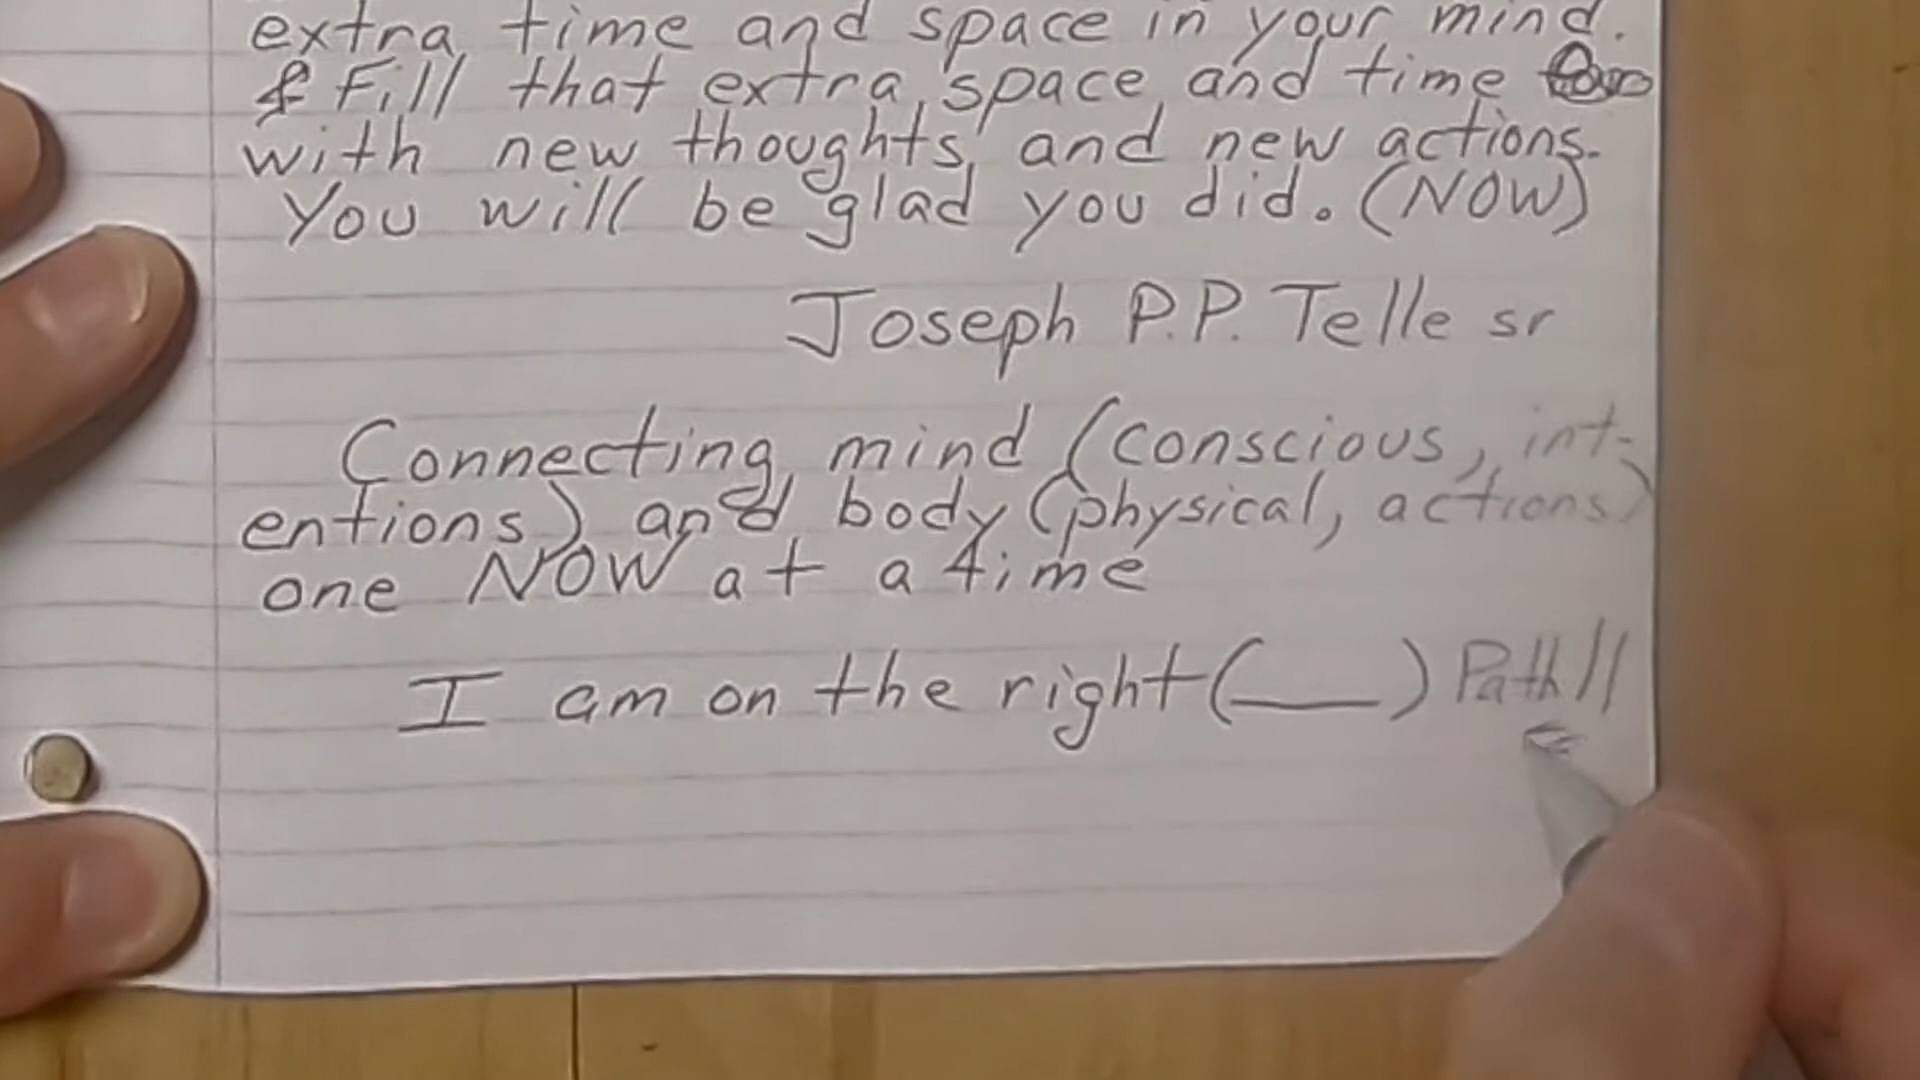 extra time and space in your mind.
& Fill that extra space and time
with new thoughts and new actions.
You will be glad you did. (NOW)
Joseph P.P. Telle sr
Connecting mind (conscious, int-
entions) and body (physical, actions)
one NOW at a time
I am on the right (___) Path!!